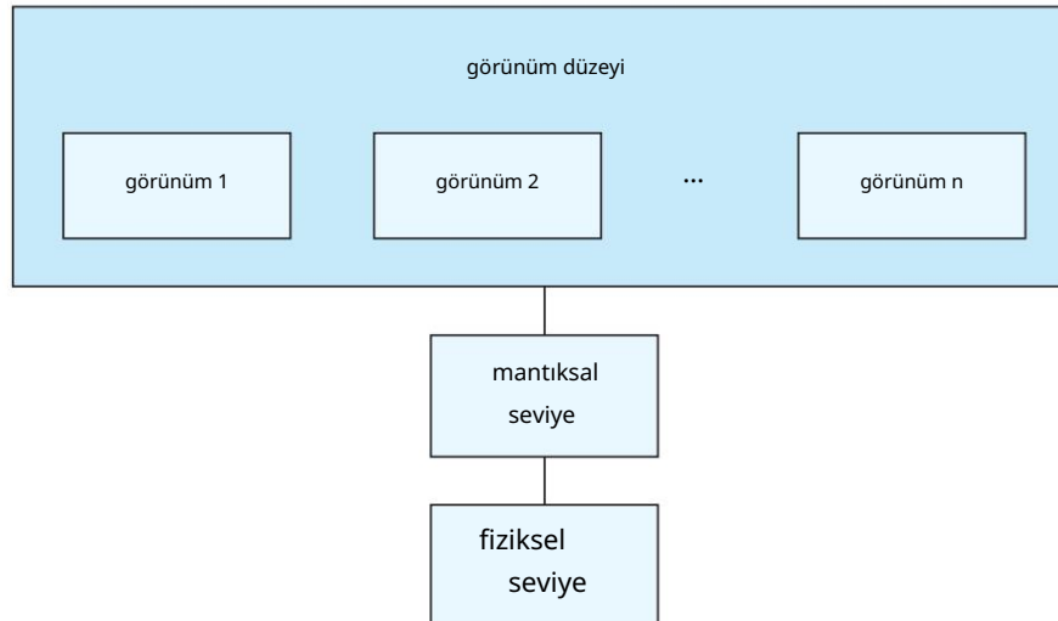 görünüm düzeyi
görünüm 1
görünüm 2
...
görünüm n
mantıksal
seviye
fiziksel
seviye